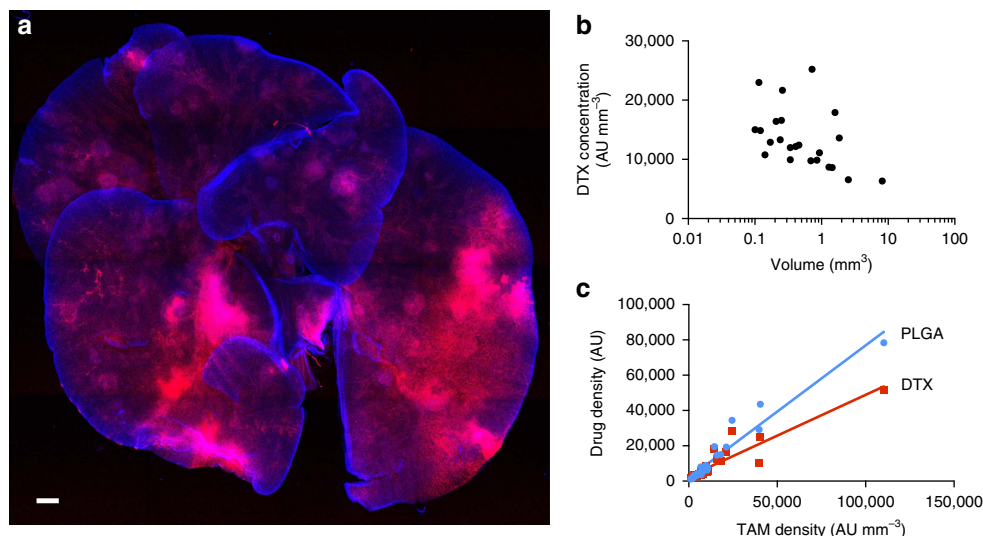 a
b
30,000
20,000
10,000
0
DTX concentration
(AU mm⁻³)
0.01 0.1 1 10 100
Volume (mm³)
c
100,000
80,000
60,000
40,000
20,000
0
Drug density (AU)
PLGA
DTX
0 50,000 100,000 150,000
TAM density (AU mm⁻³)